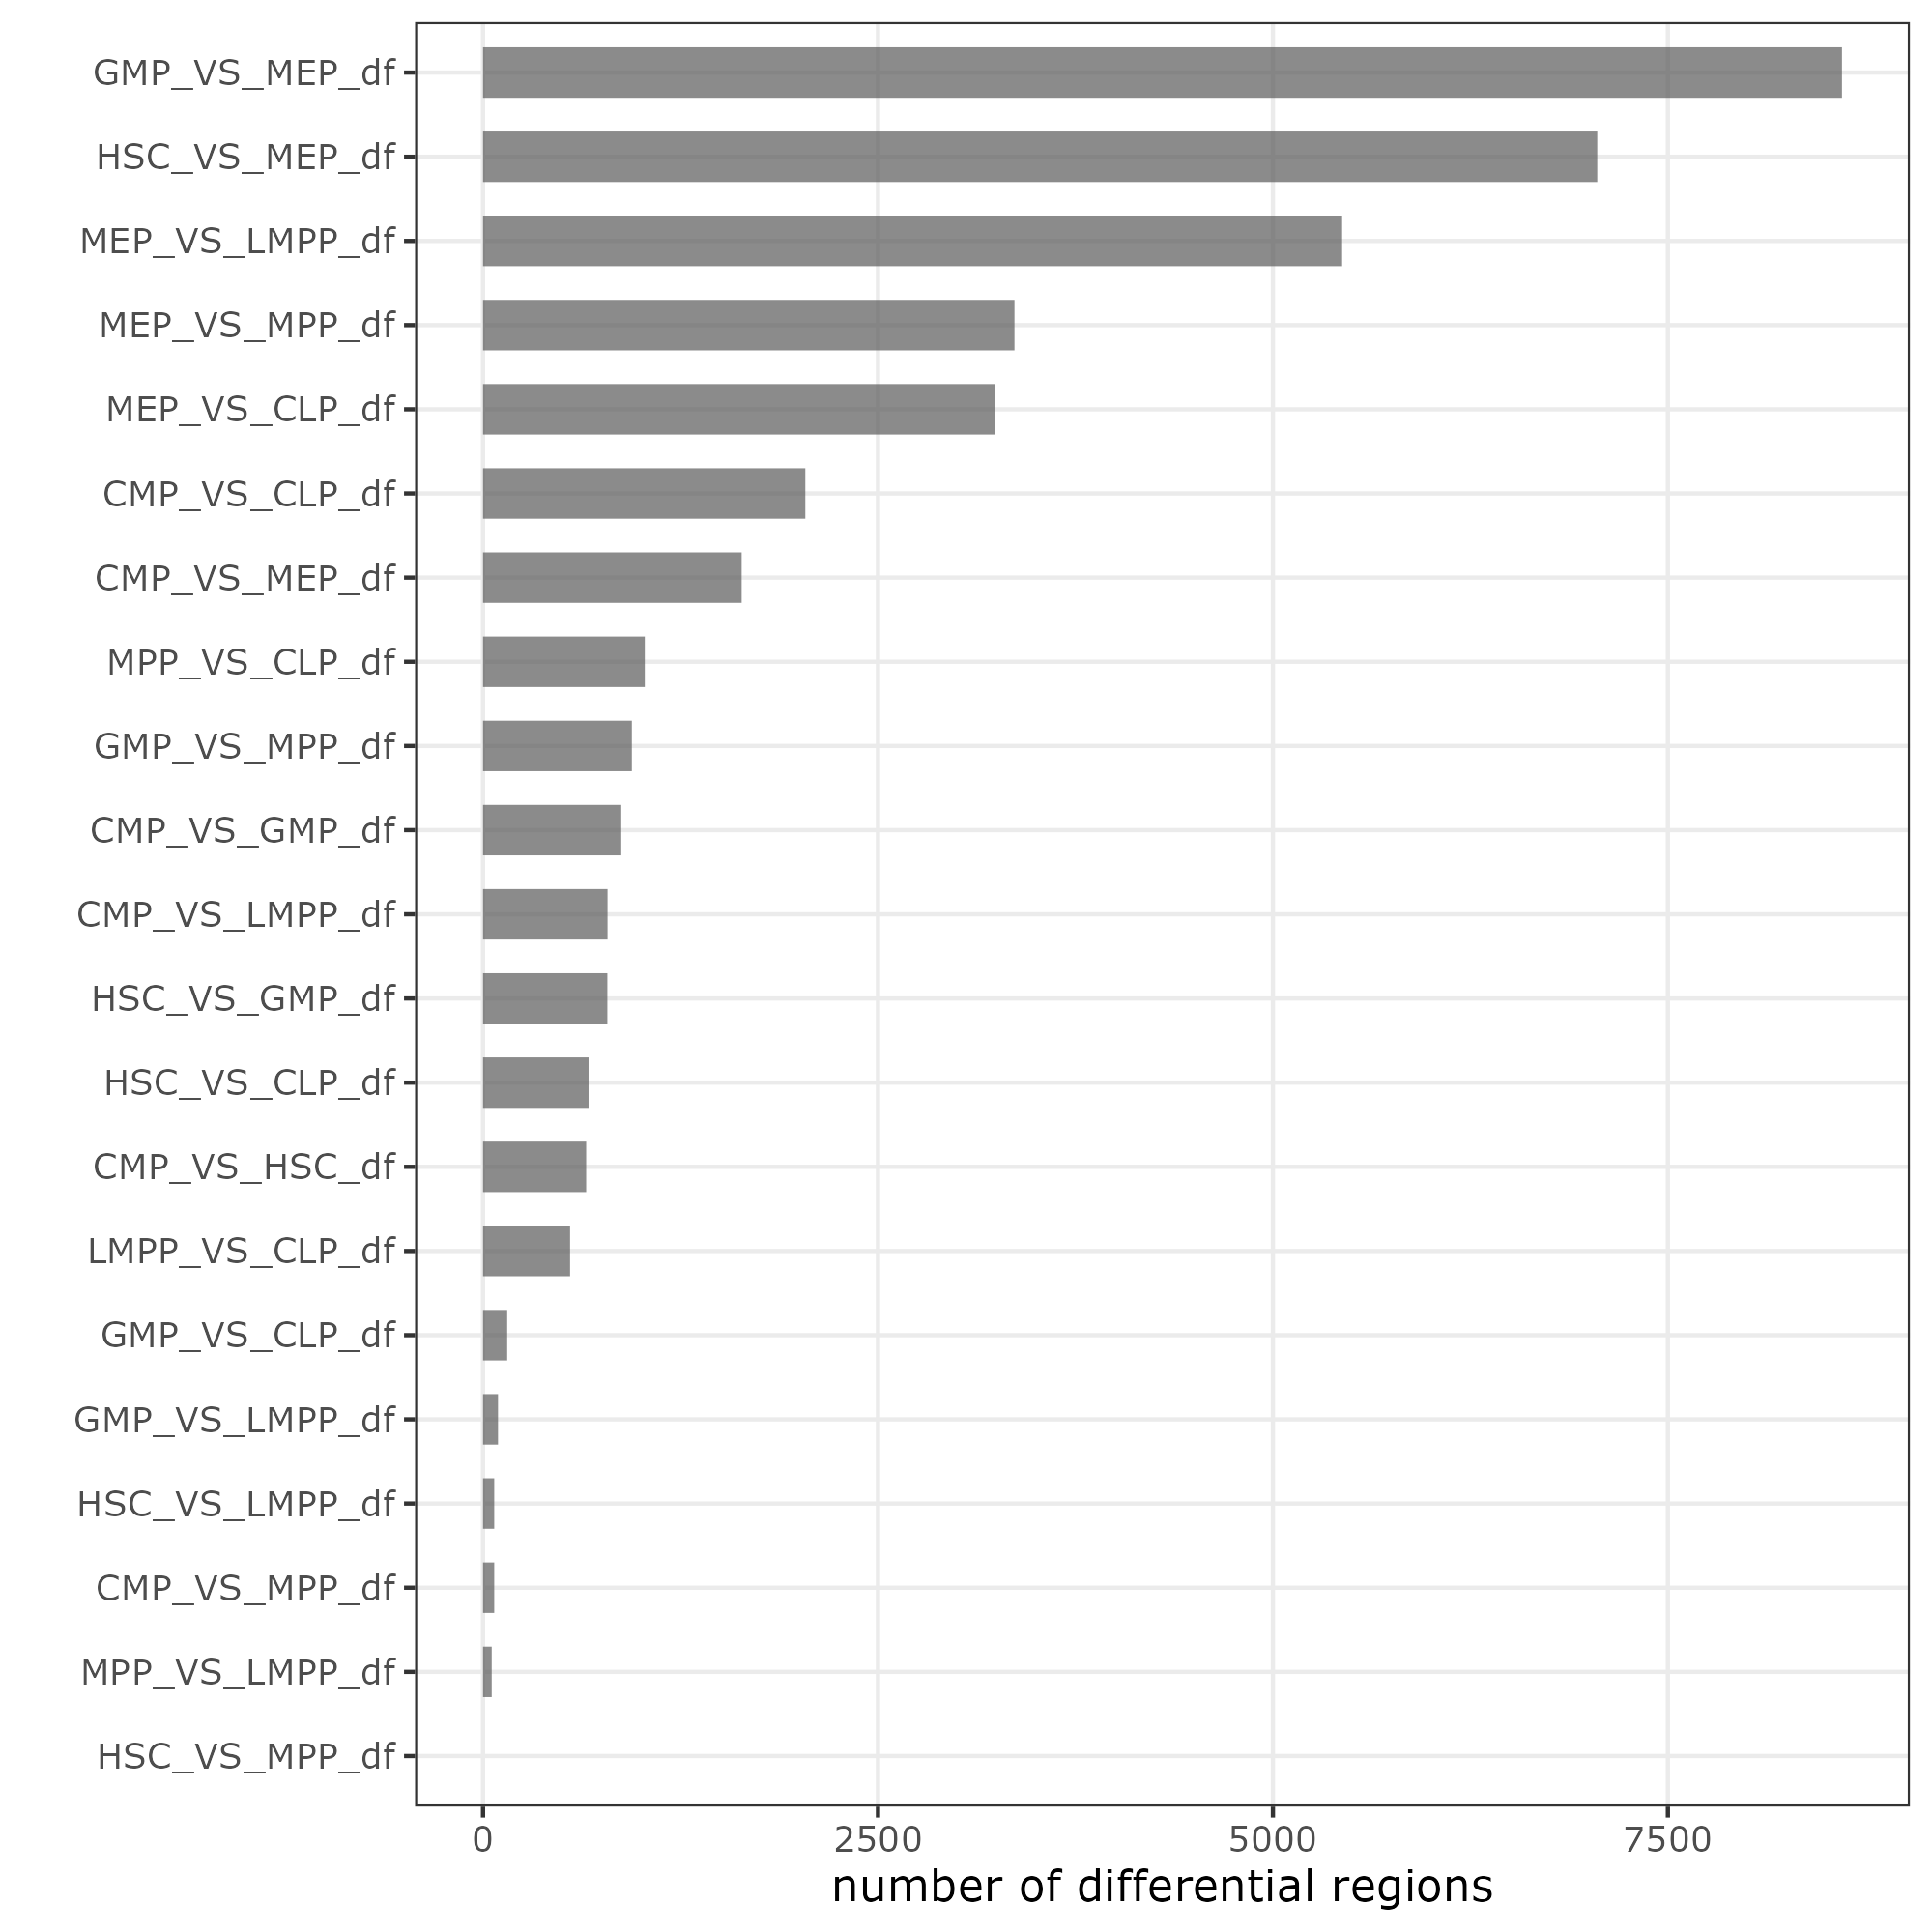 GMP_VS_MEP_df
HSC_VS_MEP_df
MEP_VS_LMPP_df
MEP_VS_MPP_df
MEP_VS_CLP_df
CMP_VS_CLP_df
CMP_VS_MEP_df
MPP_VS_CLP_df
GMP_VS_MPP_df
CMP_VS_GMP_df
CMP_VS_LMPP_df
HSC_VS_GMP_df
HSC_VS_CLP_df
CMP_VS_HSC_df
LMPP_VS_CLP_df
GMP_VS_CLP_df
GMP_VS_LMPP_df
HSC_VS_LMPP_df
CMP_VS_MPP_df
MPP_VS_LMPP_df
HSC_VS_MPP_df
0 2500 5000 7500
number of differential regions